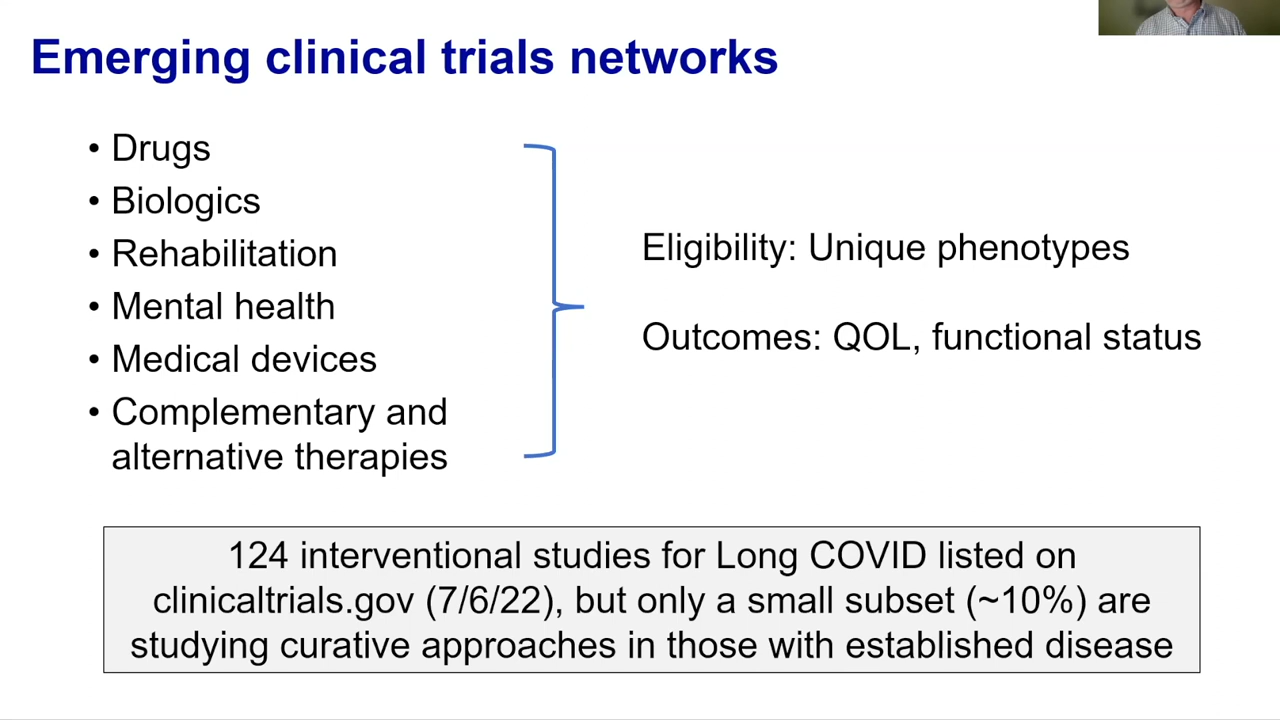 Emerging clinical trials networks
• Drugs
• Biologics
• Rehabilitation
• Mental health
• Medical devices
• Complementary and
alternative therapies
Eligibility: Unique phenotypes
Outcomes: QOL, functional status
124 interventional studies for Long COVID listed on
clinicaltrials.gov (7/6/22), but only a small subset (~10%) are
studying curative approaches in those with established disease